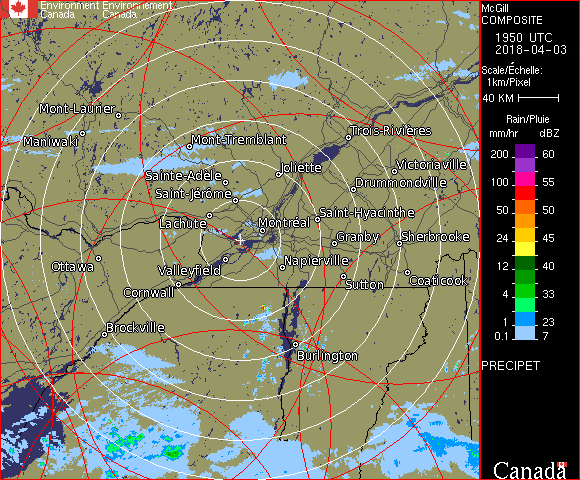 Environment Environnement
Canada Canada
McGill
COMPOSITE
1950 UTC
2018-04-03
Scale/Échelle:
1km/Pixel
40 KM
Rain/Pluie
mm/hr dBZ
200 60
100 55
50 50
24 45
12 40
4 33
1 23
0.1 7
PRECIPET
Canada
Mont-Laurier
Maniwaki
Mont-Tremblant
Trois-Rivières
Victoriaville
Sainte-Adèle
Joliette
Saint-Jérôme
Drummondville
Lachute
Montréal
Saint-Hyacinthe
Granby
Sherbrooke
Ottawa
Valleyfield
Napierville
Cornwall
Sutton
Coaticook
Brockville
Burlington